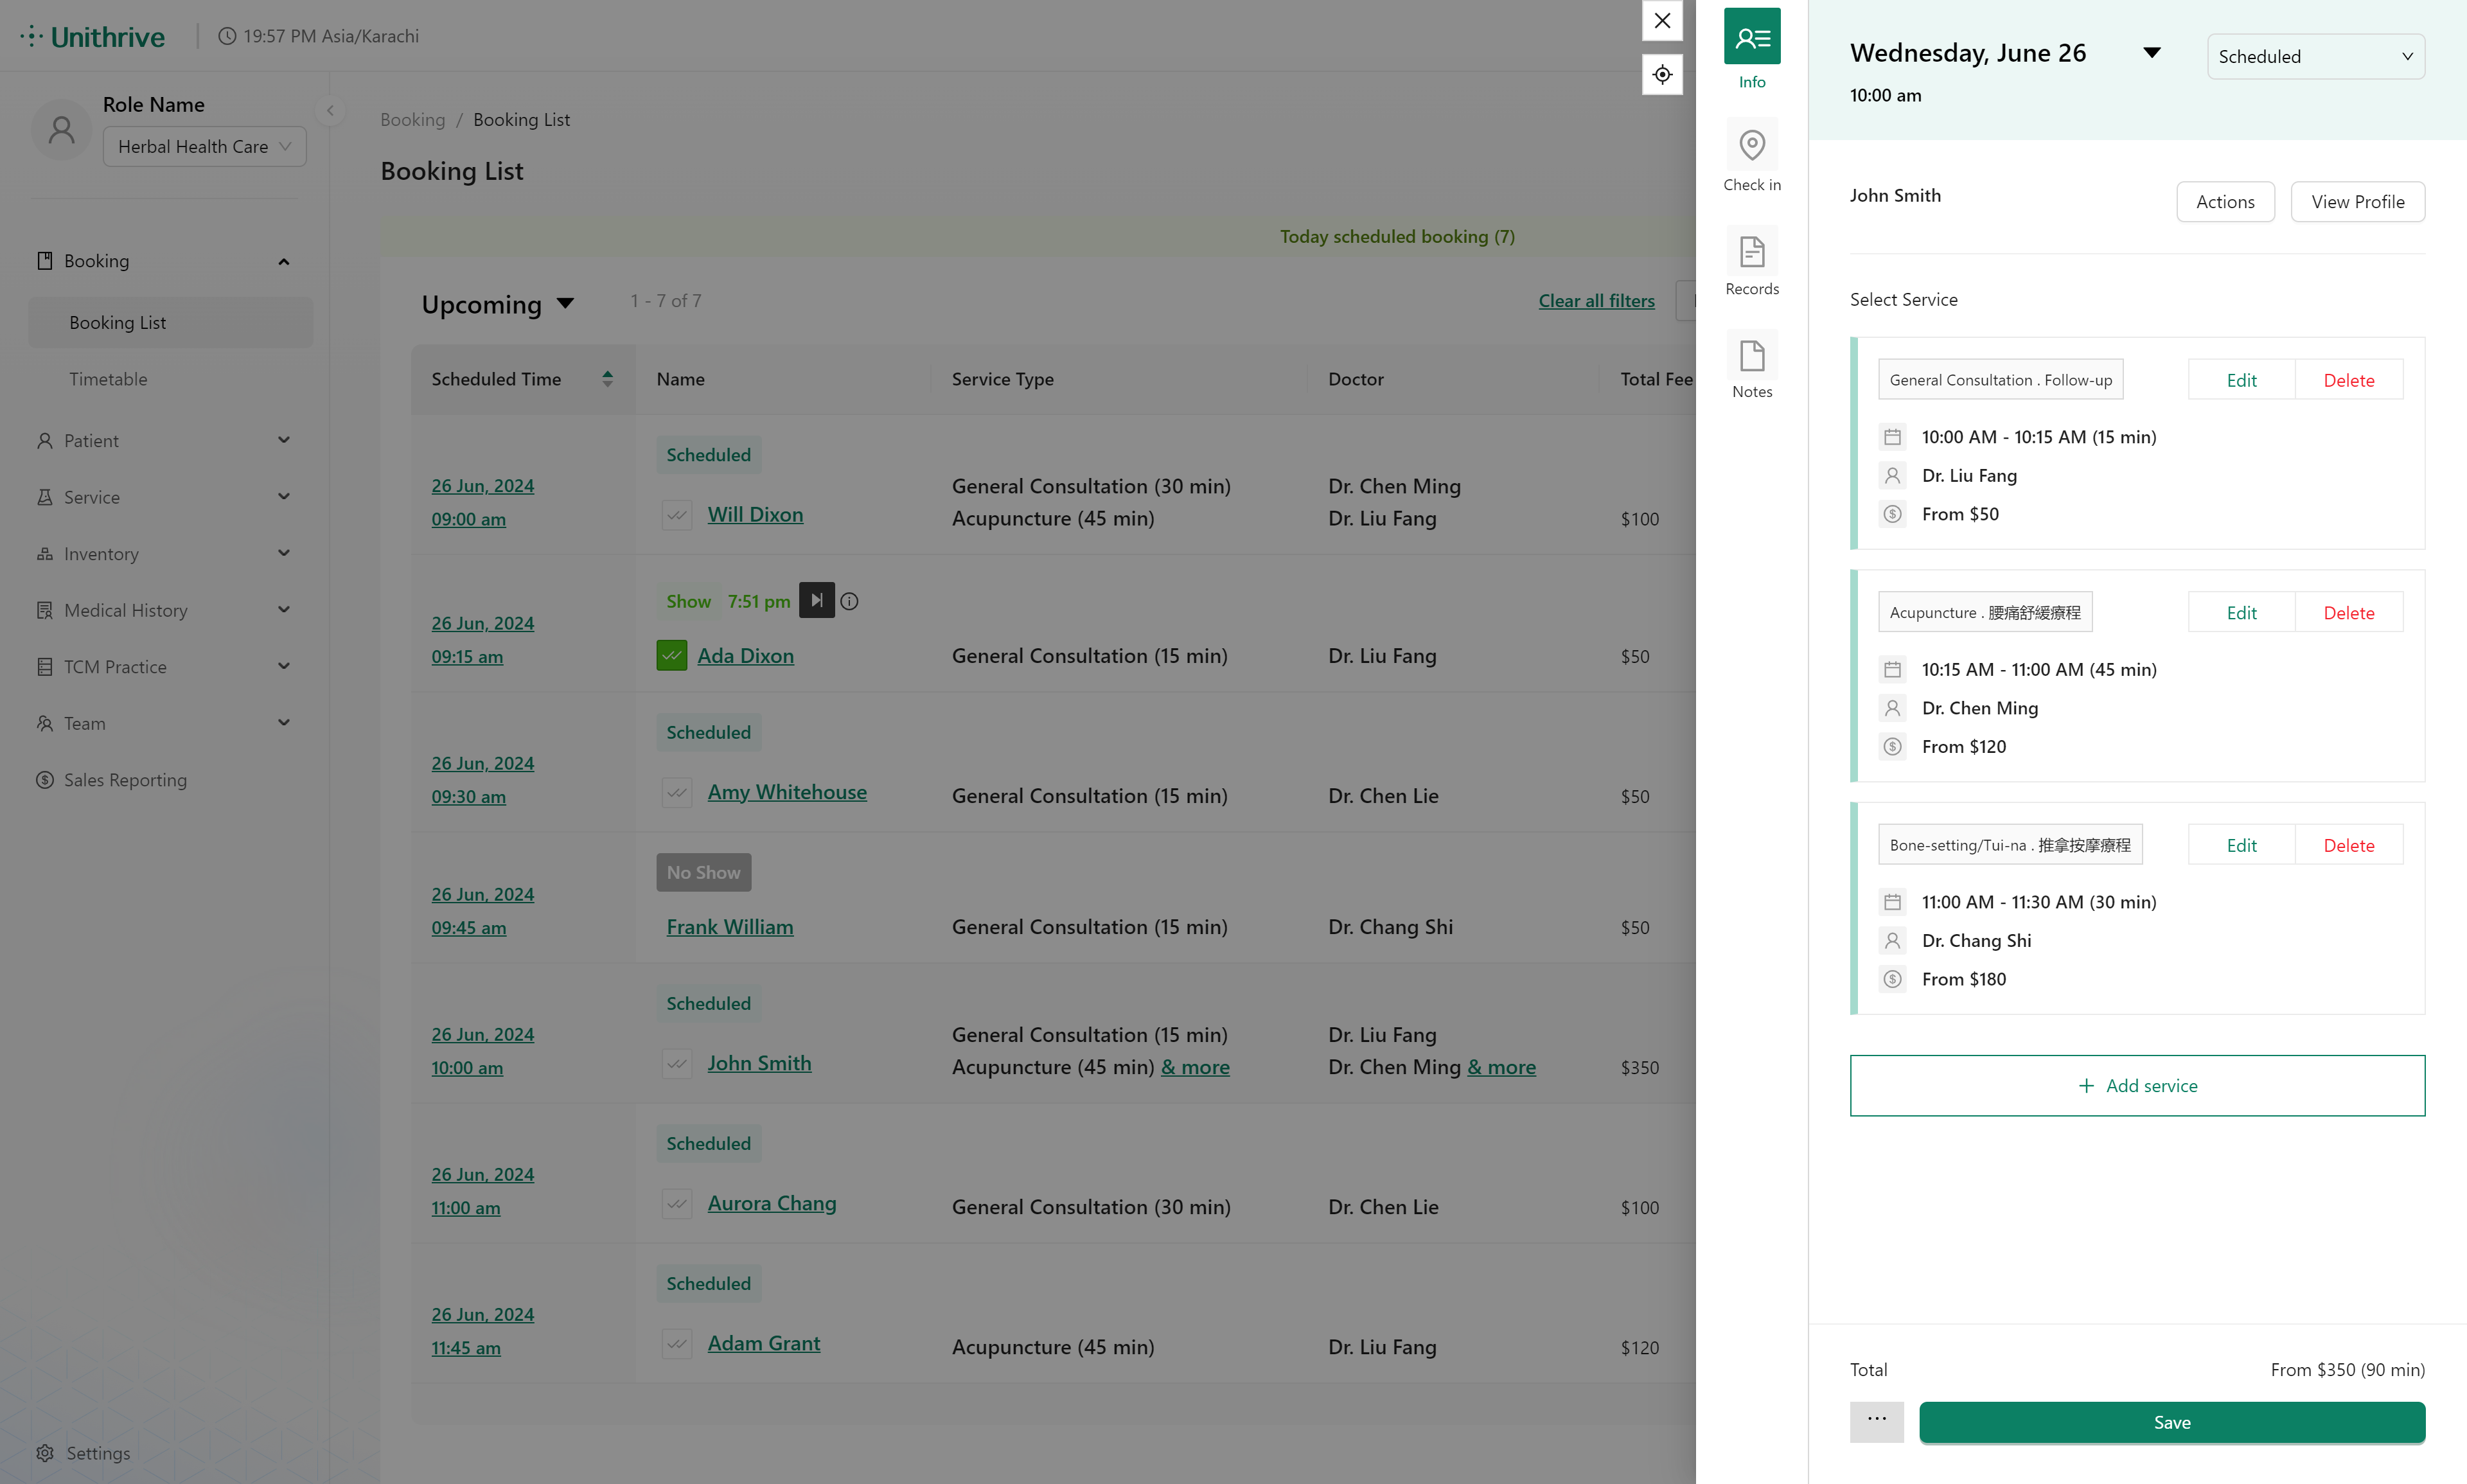 Unithrive
19:57 PM Asia/Karachi
Role Name
Herbal Health Care
Booking
Booking List
Timetable
Patient
Service
Inventory
Medical History
TCM Practice
Team
Sales Reporting
Settings
Booking / Booking List
Booking List
Today scheduled booking (7)
Upcoming
1 - 7 of 7
Clear all filters
Scheduled Time Name Service Type Doctor Total Fee
Scheduled
26 Jun, 2024
09:00 am
Will Dixon
General Consultation (30 min)
Acupuncture (45 min)
Dr. Chen Ming
Dr. Liu Fang
$100
Show 7:51 pm
26 Jun, 2024
09:15 am
Ada Dixon
General Consultation (15 min)
Dr. Liu Fang
$50
Scheduled
26 Jun, 2024
09:30 am
Amy Whitehouse
General Consultation (15 min)
Dr. Chen Lie
$50
No Show
26 Jun, 2024
09:45 am
Frank William
General Consultation (15 min)
Dr. Chang Shi
$50
Scheduled
26 Jun, 2024
10:00 am
John Smith
General Consultation (15 min)
Acupuncture (45 min) & more
Dr. Liu Fang
Dr. Chen Ming & more
$350
Scheduled
26 Jun, 2024
11:00 am
Aurora Chang
General Consultation (30 min)
Dr. Chen Lie
$100
Scheduled
26 Jun, 2024
11:45 am
Adam Grant
Acupuncture (45 min)
Dr. Liu Fang
$120
Info
Check in
Records
Notes
Wednesday, June 26
10:00 am
Scheduled
John Smith
Actions
View Profile
Select Service
General Consultation . Follow-up
Edit
Delete
10:00 AM - 10:15 AM (15 min)
Dr. Liu Fang
From $50
Acupuncture . 腰痛舒緩療程
Edit
Delete
10:15 AM - 11:00 AM (45 min)
Dr. Chen Ming
From $120
Bone-setting/Tui-na . 推拿按摩療程
Edit
Delete
11:00 AM - 11:30 AM (30 min)
Dr. Chang Shi
From $180
+ Add service
Total
From $350 (90 min)
...
Save